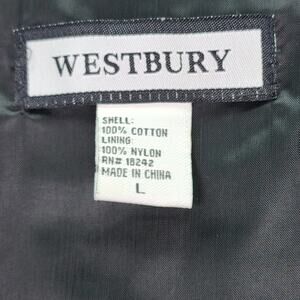 WESTBURY
SHELL:
100% COTTON
LINING:
100% NYLON
RN# 18242
MADE IN CHINA
L